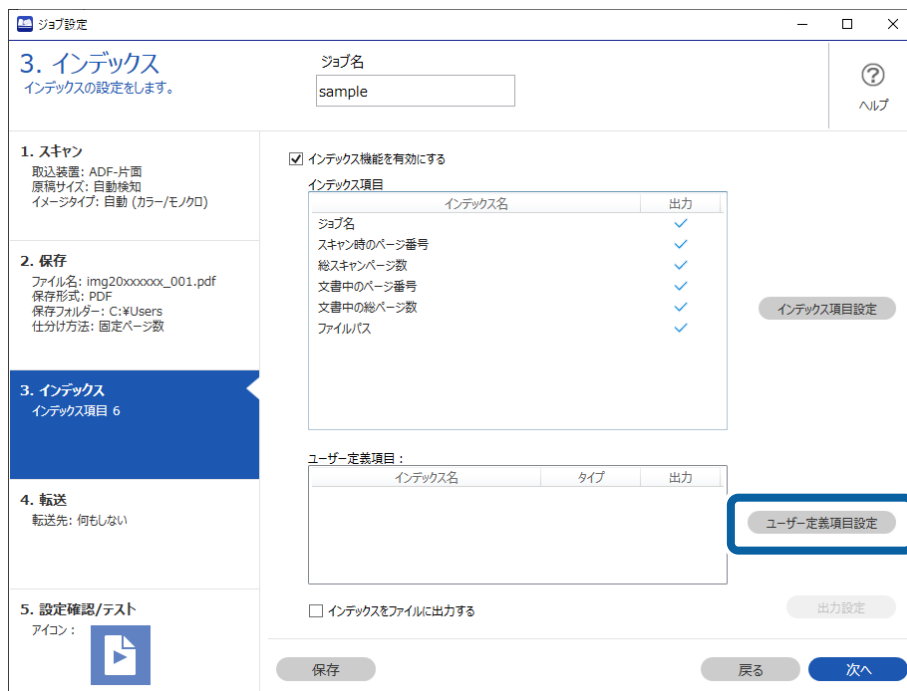 ジョブ設定
3. インデックス
インデックスの設定をします。
ジョブ名
sample
ヘルプ
1. スキャン
取込装置: ADF-片面
原稿サイズ: 自動検知
イメージタイプ: 自動 (カラー/モノクロ)
2. 保存
ファイル名: img20xxxxxx_001.pdf
保存形式: PDF
保存フォルダー: C:¥Users
仕分け方法: 固定ページ数
3. インデックス
インデックス項目 6
4. 転送
転送先: 何もしない
5. 設定確認/テスト
アイコン :
インデックス機能を有効にする
インデックス項目
インデックス名 出力
ジョブ名
スキャン時のページ番号
総スキャンページ数
文書中のページ番号
文書中の総ページ数
ファイルパス
インデックス項目設定
ユーザー定義項目 :
インデックス名 タイプ 出力
ユーザー定義項目設定
インデックスをファイルに出力する
出力設定
保存 戻る 次へ